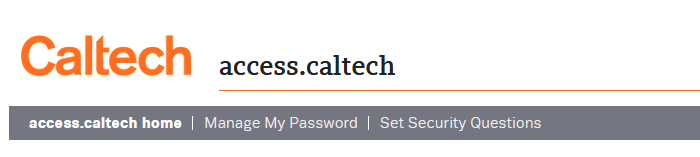 Caltech
access.caltech
access.caltech home | Manage My Password | Set Security Questions